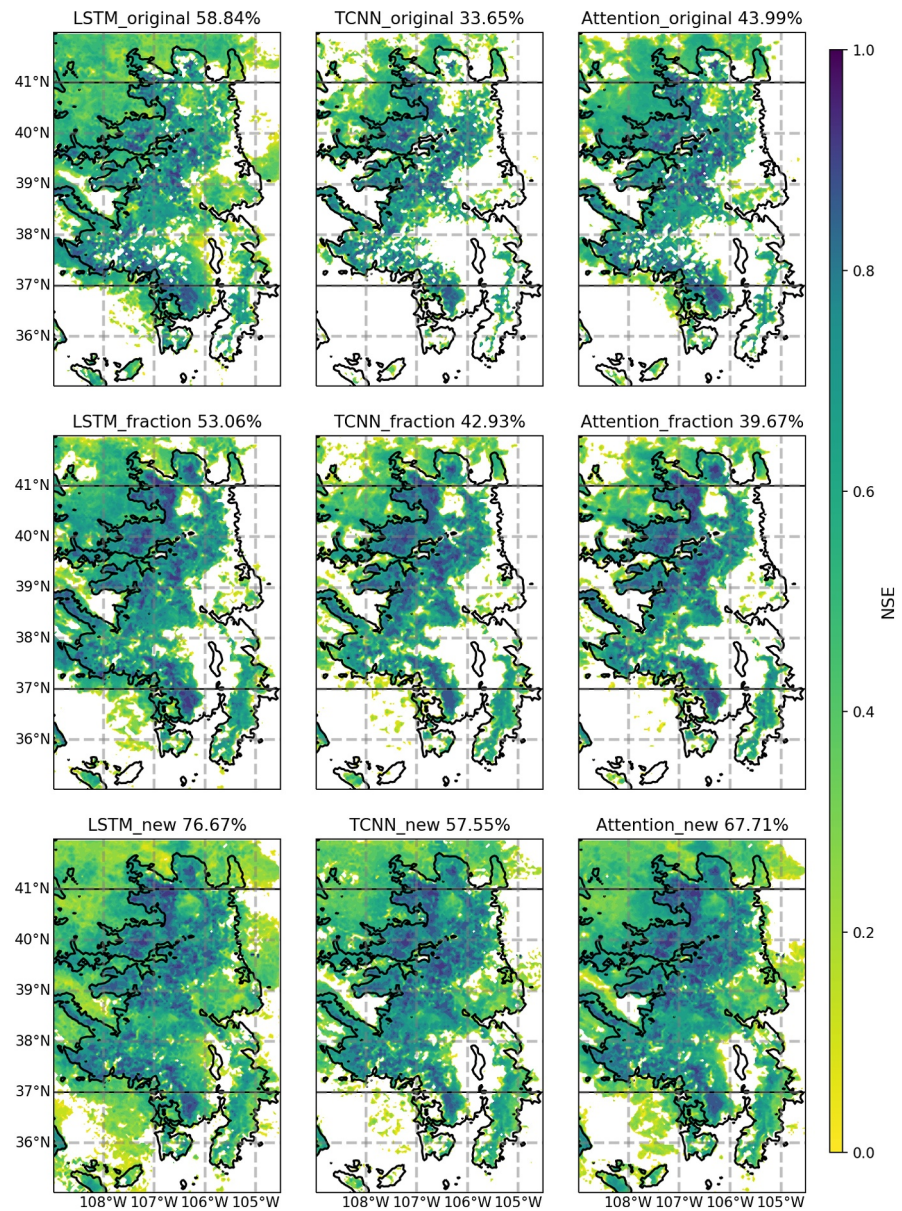 LSTM_original 58.84% TCNN_original 33.65% Attention_original 43.99%
1.0
41°N
40°N
39°N
0.8
38°N
37°N
36°N
LSTM_fraction 53.06% TCNN_fraction 42.93% Attention_fraction 39.67%
41°N
0.6
40°N
39°N
NSE
38°N
37°N
0.4
36°N
LSTM_new 76.67% TCNN_new 57.55% Attention_new 67.71%
41°N
0.2
40°N
39°N
38°N
37°N
36°N
0.0
108°W 107°W 106°W 105°W 108°W 107°W 106°W 105°W 108°W 107°W 106°W 105°W